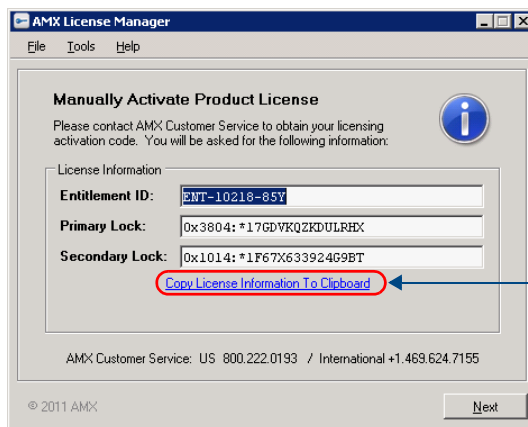 AMX License Manager
File Tools Help
Manually Activate Product License
Please contact AMX Customer Service to obtain your licensing
activation code. You will be asked for the following information:
License Information
Entitlement ID: ENT-10218-85Y
Primary Lock: 0x3804:*17GDVKQZKDULRHX
Secondary Lock: 0x1014:*1F67X633924G9BT
Copy License Information To Clipboard
AMX Customer Service: US 800.222.0193 / International +1.469.624.7155
© 2011 AMX Next